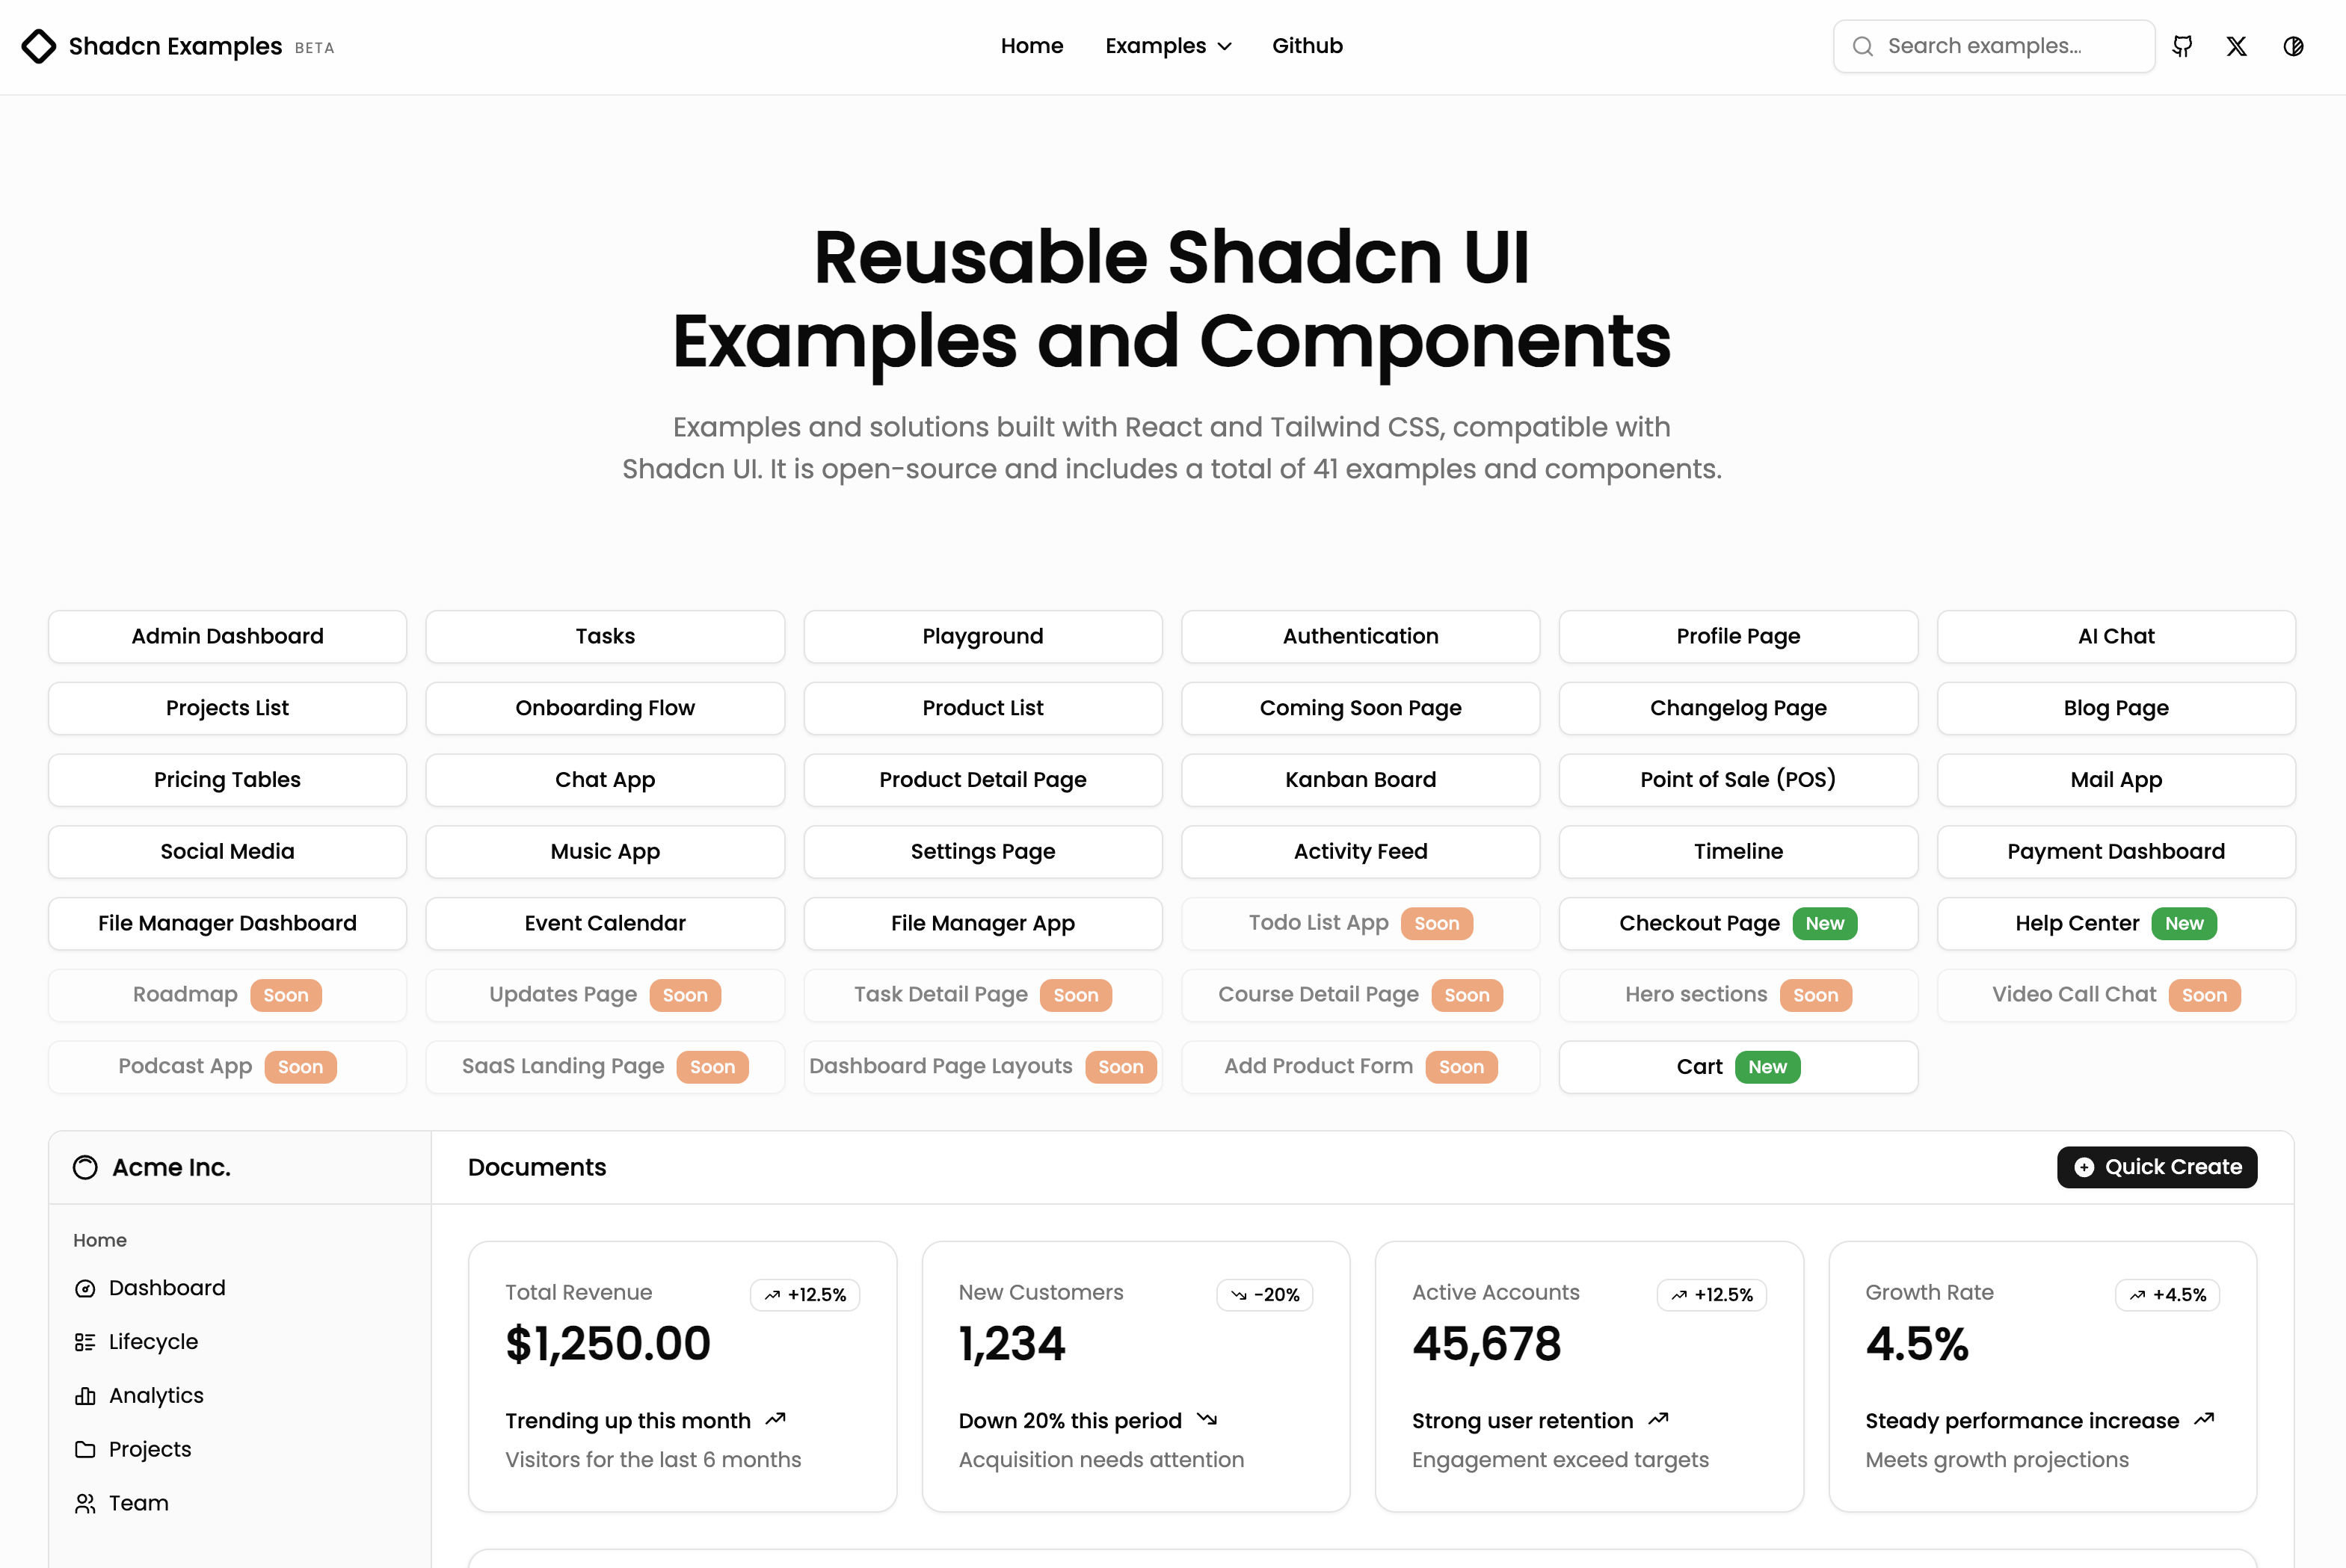 Shadcn Examples BETA
Home Examples Github
Search examples...
Reusable Shadcn UI
Examples and Components
Examples and solutions built with React and Tailwind CSS, compatible with
Shadcn UI. It is open-source and includes a total of 41 examples and components.
Admin Dashboard Tasks Playground Authentication Profile Page AI Chat
Projects List Onboarding Flow Product List Coming Soon Page Changelog Page Blog Page
Pricing Tables Chat App Product Detail Page Kanban Board Point of Sale (POS) Mail App
Social Media Music App Settings Page Activity Feed Timeline Payment Dashboard
File Manager Dashboard Event Calendar File Manager App Todo List App Soon Checkout Page New Help Center New
Roadmap Soon Updates Page Soon Task Detail Page Soon Course Detail Page Soon Hero sections Soon Video Call Chat Soon
Podcast App Soon SaaS Landing Page Soon Dashboard Page Layouts Soon Add Product Form Soon Cart New
Acme Inc.
Home
Dashboard
Lifecycle
Analytics
Projects
Team
Documents
Quick Create
Total Revenue
+12.5%
$1,250.00
Trending up this month
Visitors for the last 6 months
New Customers
-20%
1,234
Down 20% this period
Acquisition needs attention
Active Accounts
+12.5%
45,678
Strong user retention
Engagement exceed targets
Growth Rate
+4.5%
4.5%
Steady performance increase
Meets growth projections